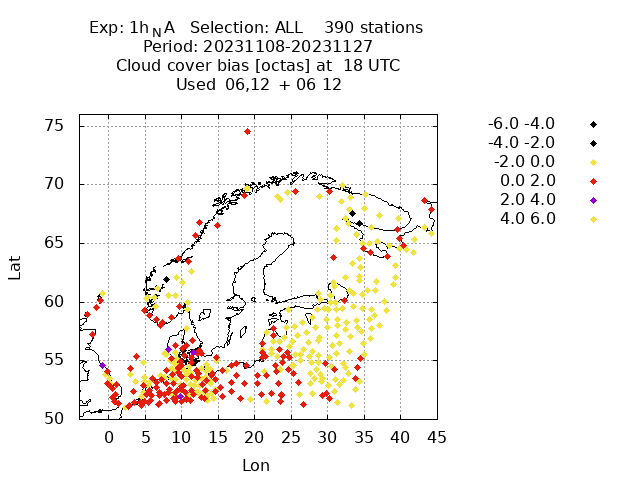 Exp: 1h_NA   Selection: ALL    390 stations
Period: 20231108-20231127
Cloud cover bias [octas] at  18 UTC
Used  06,12  + 06 12
-6.0 -4.0
-4.0 -2.0
-2.0 0.0
0.0 2.0
2.0 4.0
4.0 6.0
75
70
65
60
55
50
Lat
0 5 10 15 20 25 30 35 40 45
Lon